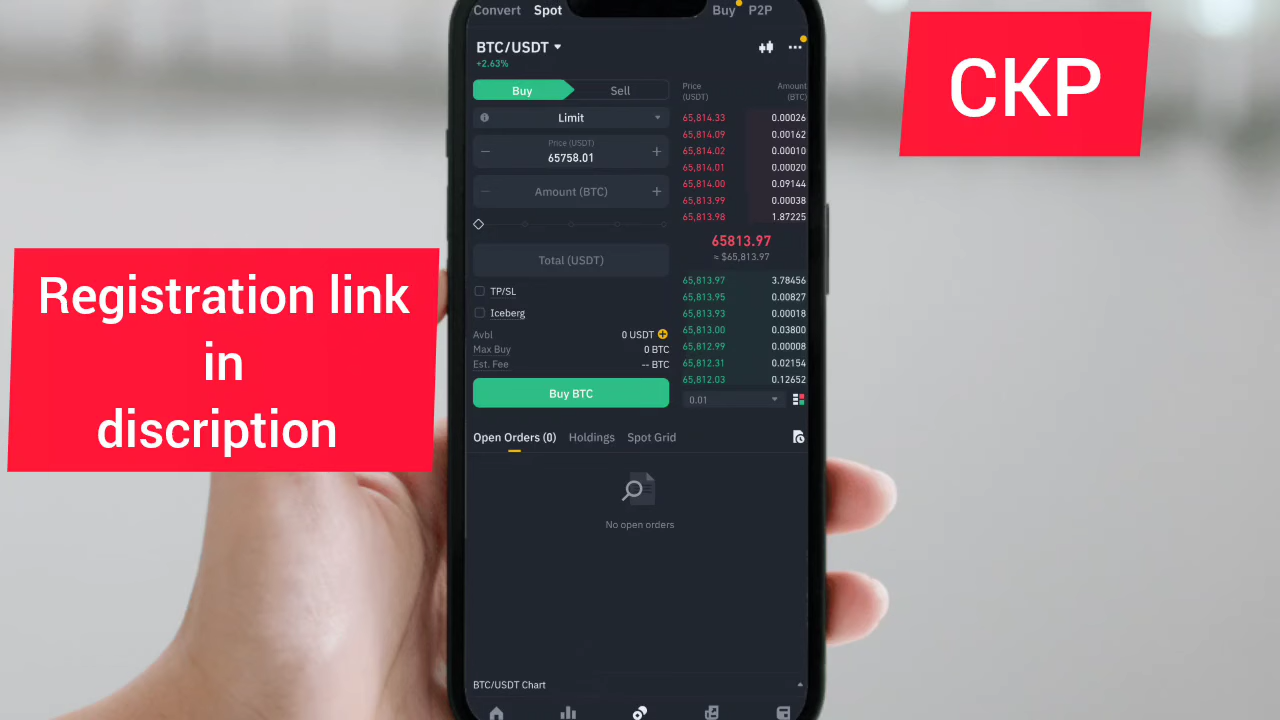 Convert Spot Buy P2P
CKP
BTC/USDT
+2.63%
Buy Sell
Price Amount
(USDT) (BTC)
Limit
65,814.33 0.00026
65,814.09 0.00162
Price (USDT)
65758.01
65,814.02 0.00010
65,814.01 0.00020
65,814.00 0.09144
Amount (BTC)
65,813.99 0.00038
65,813.98 1.87225
65813.97
≈ $65,813.97
Total (USDT)
65,813.97 3.78456
TP/SL
65,813.95 0.00827
Iceberg
65,813.93 0.00018
65,813.00 0.03800
Avbl 0 USDT
Max Buy 0 BTC
65,812.99 0.00008
Est. Fee -- BTC
65,812.31 0.02154
65,812.03 0.12652
Buy BTC
0.01
Registration link
in
discription
Open Orders (0) Holdings Spot Grid
No open orders
BTC/USDT Chart